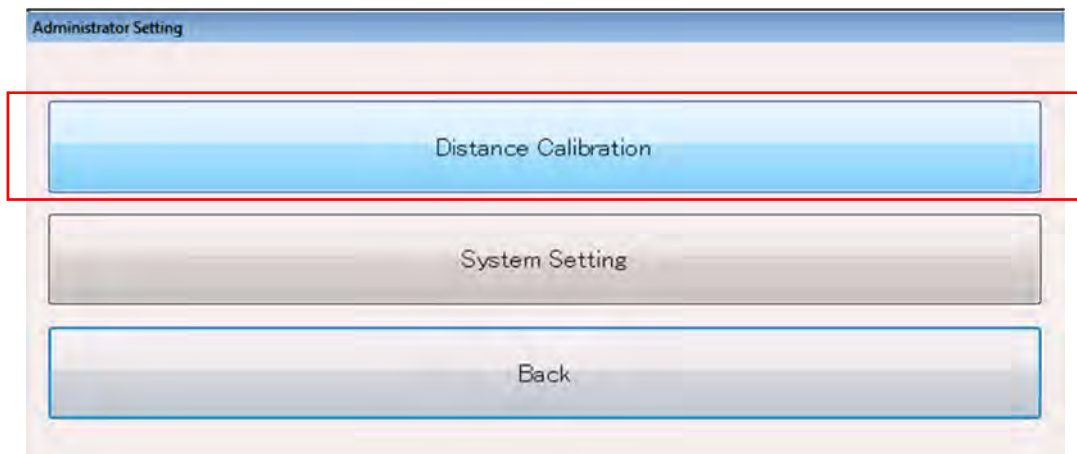 Administrator Setting
Distance Calibration
System Setting
Back